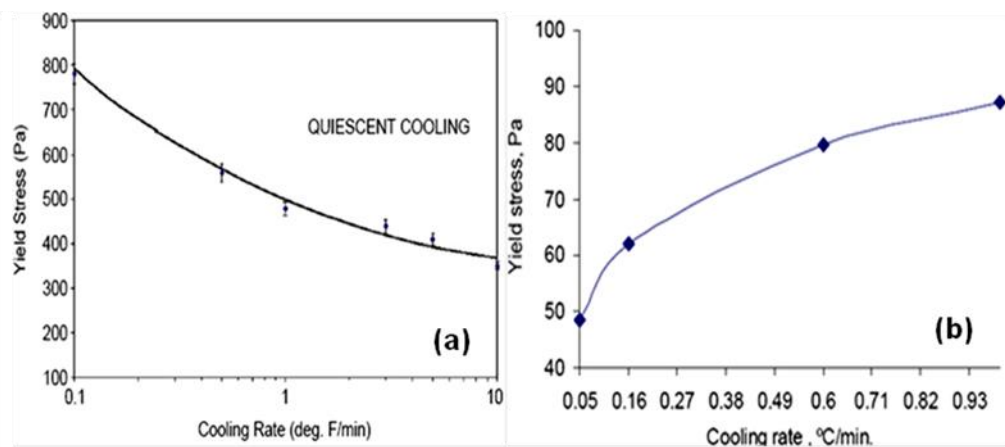 900
800
700
600
500
400
300
200
100
Yield Stress (Pa)
QUIESCENT COOLING
(a)
0.1 1 10
Cooling Rate (deg. F/min)
100
90
80
70
60
50
40
Yield stress, Pa
(b)
0.05 0.16 0.27 0.38 0.49 0.6 0.71 0.82 0.93
Cooling rate , ºC/min.